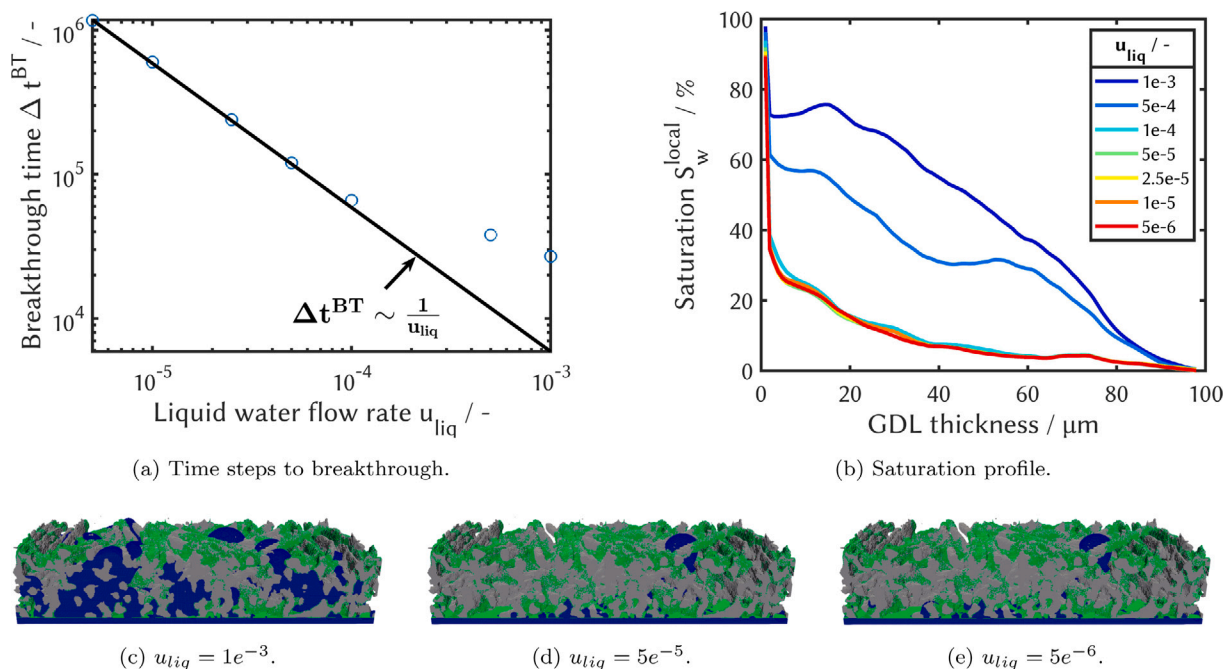 Breakthrough time Δ t^BT / -
10^6
10^5
10^4
10^-5
10^-4
10^-3
Δt^BT ~ 1/u_liq
Liquid water flow rate u_liq / -
(a) Time steps to breakthrough.
Saturation S_w^local / %
100
80
60
40
20
0
0
20
40
60
80
100
u_liq / -
1e-3
5e-4
1e-4
5e-5
2.5e-5
1e-5
5e-6
GDL thickness / μm
(b) Saturation profile.
(c) u_liq = 1e^-3.
(d) u_liq = 5e^-5.
(e) u_liq = 5e^-6.